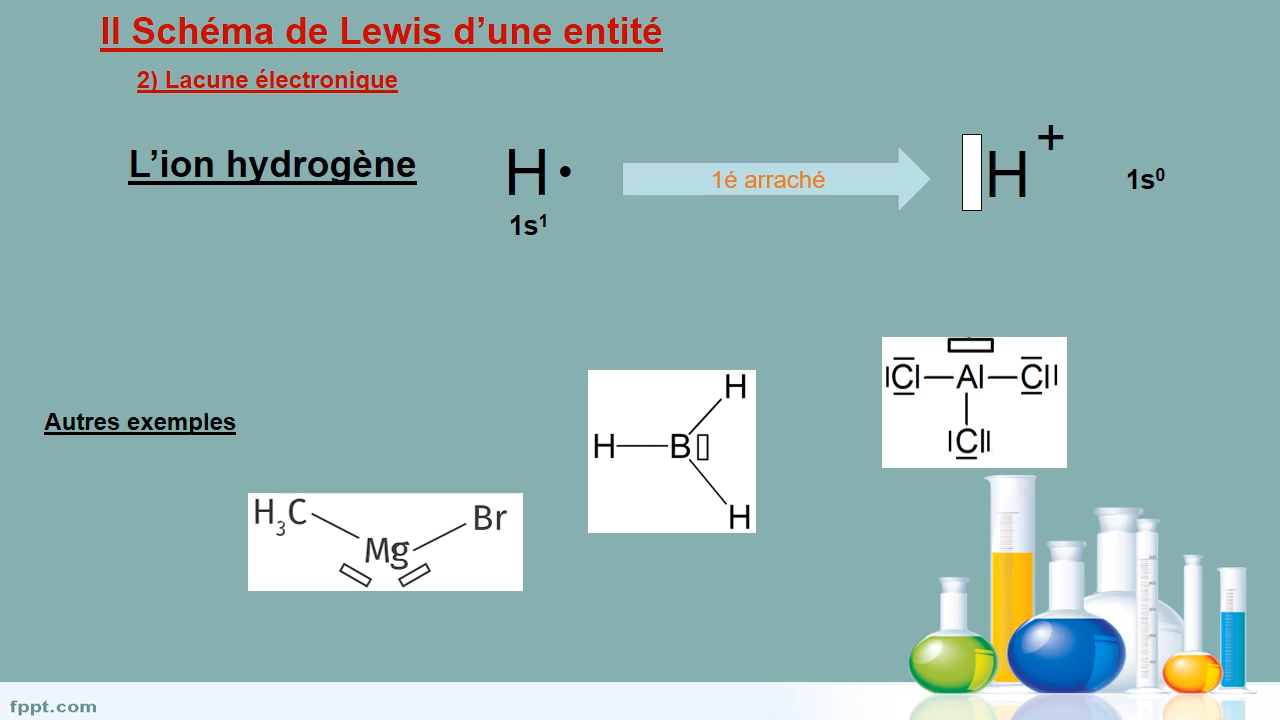 II Schéma de Lewis d’une entité
2) Lacune électronique
L’ion hydrogène
H •
1s¹
1é arraché
H⁺
1s⁰
Autres exemples
H₃C Mg Br
H B H H
Cl Al Cl
Cl
fppt.com